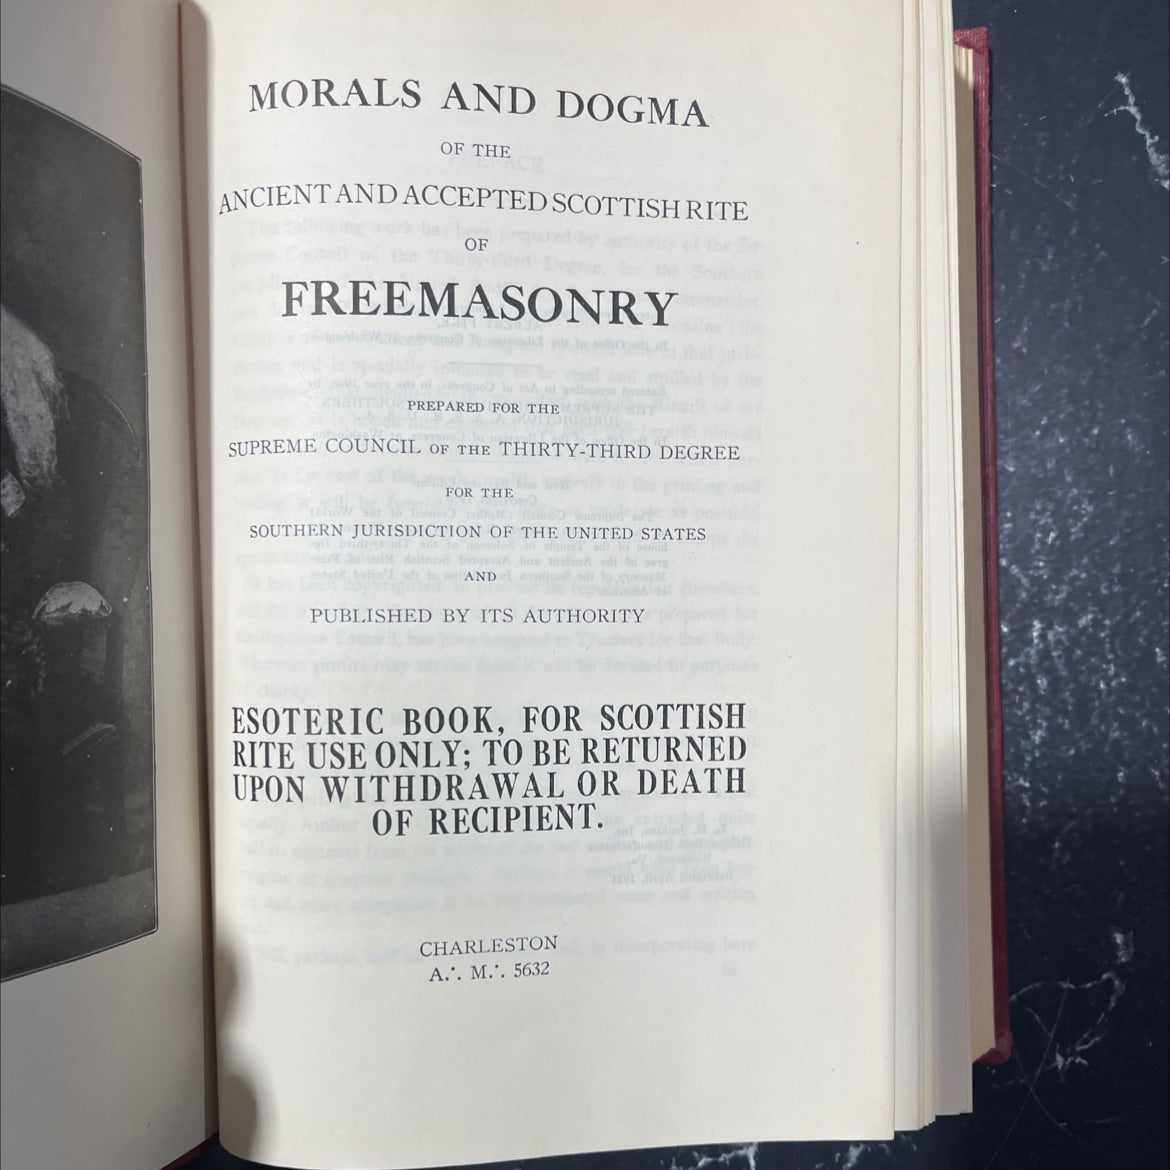 MORALS AND DOGMA
OF THE
ANCIENT AND ACCEPTED SCOTTISH RITE
OF
FREEMASONRY
PREPARED FOR THE
SUPREME COUNCIL OF THE THIRTY-THIRD DEGREE
FOR THE
SOUTHERN JURISDICTION OF THE UNITED STATES
AND
PUBLISHED BY ITS AUTHORITY
ESOTERIC BOOK, FOR SCOTTISH
RITE USE ONLY; TO BE RETURNED
UPON WITHDRAWAL OR DEATH
OF RECIPIENT.
CHARLESTON
A∴ M∴ 5632